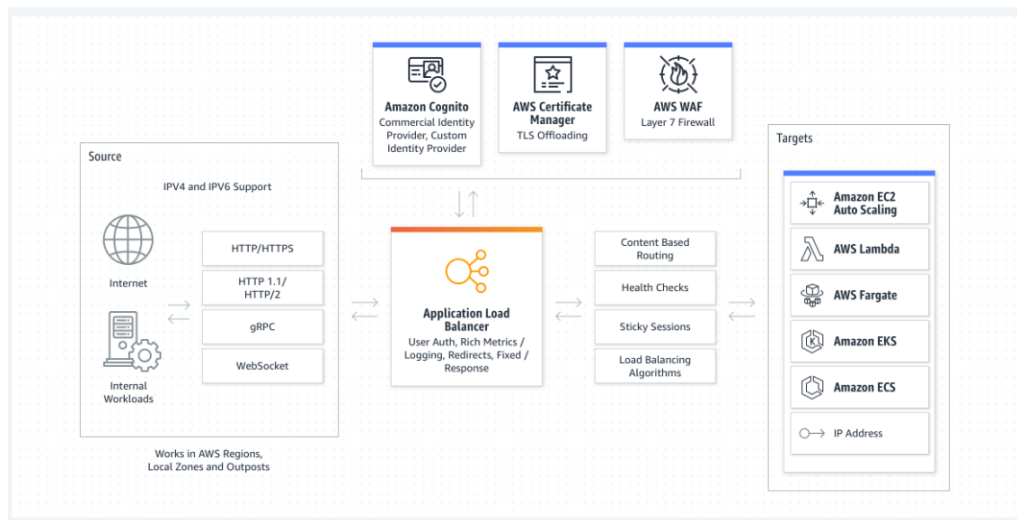 Amazon Cognito
Commercial Identity
Provider, Custom
Identity Provider
AWS Certificate
Manager
TLS Offloading
AWS WAF
Layer 7 Firewall
Source
IPV4 and IPV6 Support
Internet
Internal
Workloads
HTTP/HTTPS
HTTP 1.1/
HTTP/2
gRPC
WebSocket
Works in AWS Regions,
Local Zones and Outposts
Application Load
Balancer
User Auth, Rich Metrics /
Logging, Redirects, Fixed /
Response
Content Based
Routing
Health Checks
Sticky Sessions
Load Balancing
Algorithms
Targets
Amazon EC2
Auto Scaling
AWS Lambda
AWS Fargate
K
Amazon EKS
Amazon ECS
IP Address